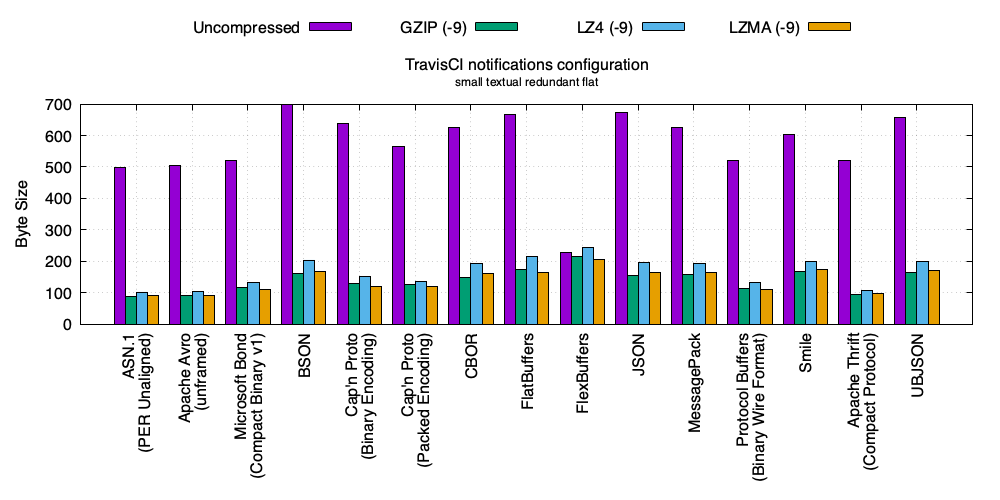 Uncompressed GZIP (-9) LZ4 (-9) LZMA (-9)
TravisCI notifications configuration
small textual redundant flat
Byte Size
700
600
500
400
300
200
100
0
ASN.1
(PER Unaligned)
Apache Avro
(unframed)
Microsoft Bond
(Compact Binary v1)
BSON
Cap'n Proto
(Binary Encoding)
Cap'n Proto
(Packed Encoding)
CBOR
FlatBuffers
FlexBuffers
JSON
MessagePack
Protocol Buffers
(Binary Wire Format)
Smile
Apache Thrift
(Compact Protocol)
UBJSON